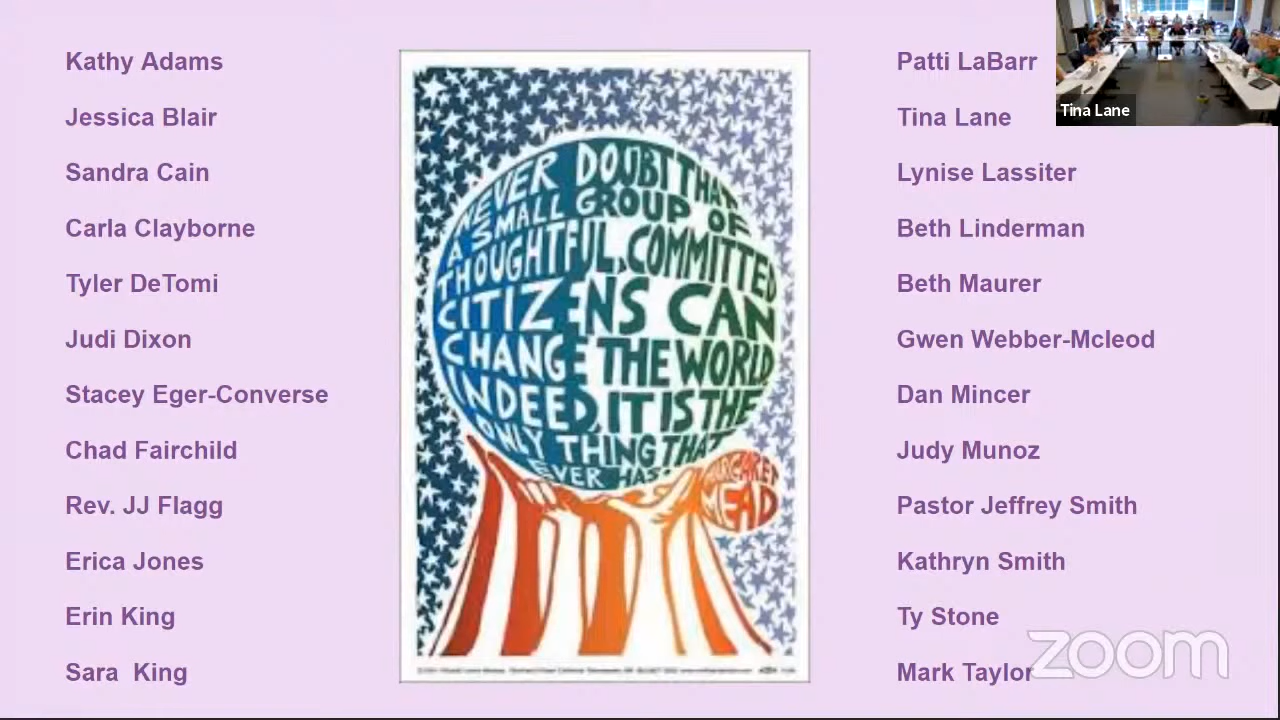 Kathy Adams
Jessica Blair
Sandra Cain
Carla Clayborne
Tyler DeTomi
Judi Dixon
Stacey Eger-Converse
Chad Fairchild
Rev. JJ Flagg
Erica Jones
Erin King
Sara  King
NEVER DOUBT THAT
A SMALL GROUP OF
THOUGHTFUL, COMMITTED
CITIZENS CAN
CHANGE THE WORLD
INDEED, IT IS THE
ONLY THING THAT
EVER HAS
MARGARET
MEAD
Patti LaBarr
Tina Lane
Lynise Lassiter
Beth Linderman
Beth Maurer
Gwen Webber-Mcleod
Dan Mincer
Judy Munoz
Pastor Jeffrey Smith
Kathryn Smith
Ty Stone
Mark Taylor
Tina Lane
zoom